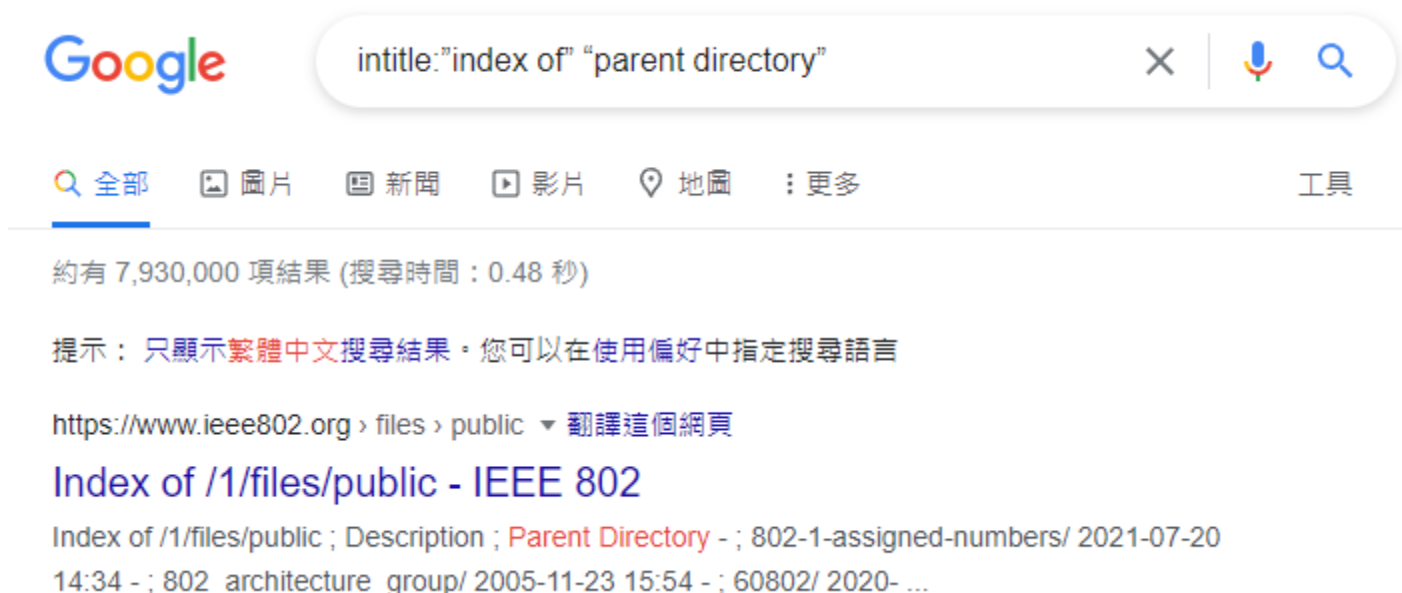 Google
intitle:”index of” “parent directory”
全部 圖片 新聞 影片 地圖 更多 工具
約有 7,930,000 項結果 (搜尋時間：0.48 秒)
提示： 只顯示繁體中文搜尋結果。您可以在使用偏好中指定搜尋語言
https://www.ieee802.org › files › public ▼ 翻譯這個網頁
Index of /1/files/public - IEEE 802
Index of /1/files/public ; Description ; Parent Directory - ; 802-1-assigned-numbers/ 2021-07-20
14:34 - ; 802_architecture_group/ 2005-11-23 15:54 - ; 60802/ 2020- ...